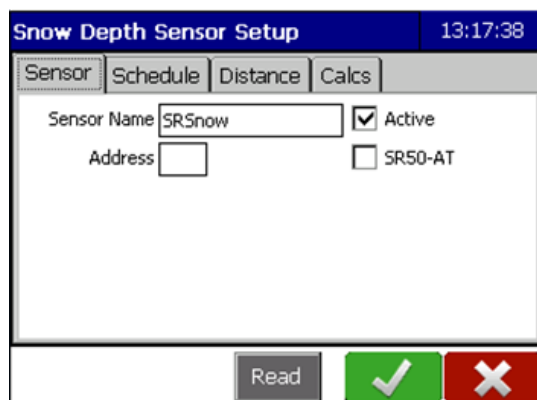 Snow Depth Sensor Setup 13:17:38
Sensor Schedule Distance Calcs
Sensor Name SRSnow Active
Address SR50-AT
Read